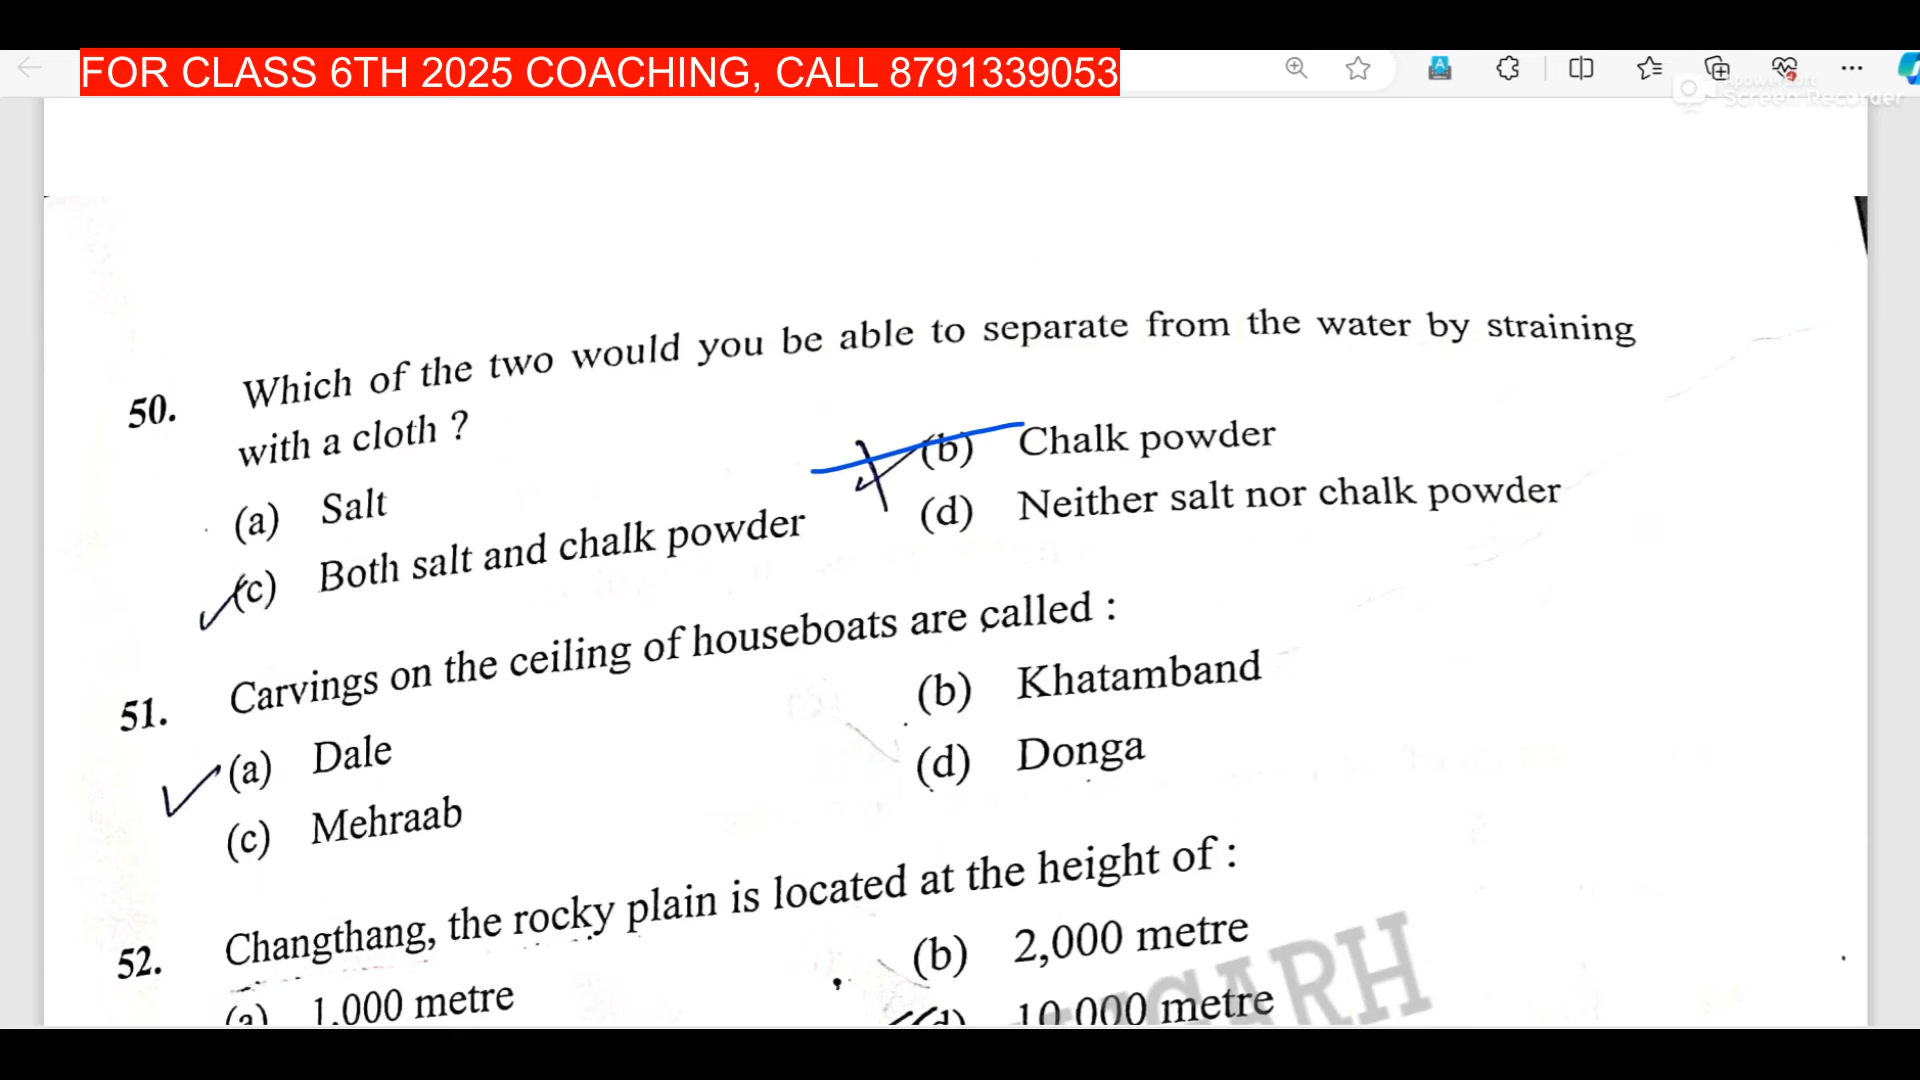 FOR CLASS 6TH 2025 COACHING, CALL 8791339053
Apowersoft
Screen Recorder
50. Which of the two would you be able to separate from the water by straining
with a cloth ?
(a) Salt (b) Chalk powder
(c) Both salt and chalk powder (d) Neither salt nor chalk powder
51. Carvings on the ceiling of houseboats are called :
(a) Dale (b) Khatamband
(c) Mehraab (d) Donga
52. Changthang, the rocky plain is located at the height of :
(a) 1,000 metre (b) 2,000 metre
(d) 10,000 metre